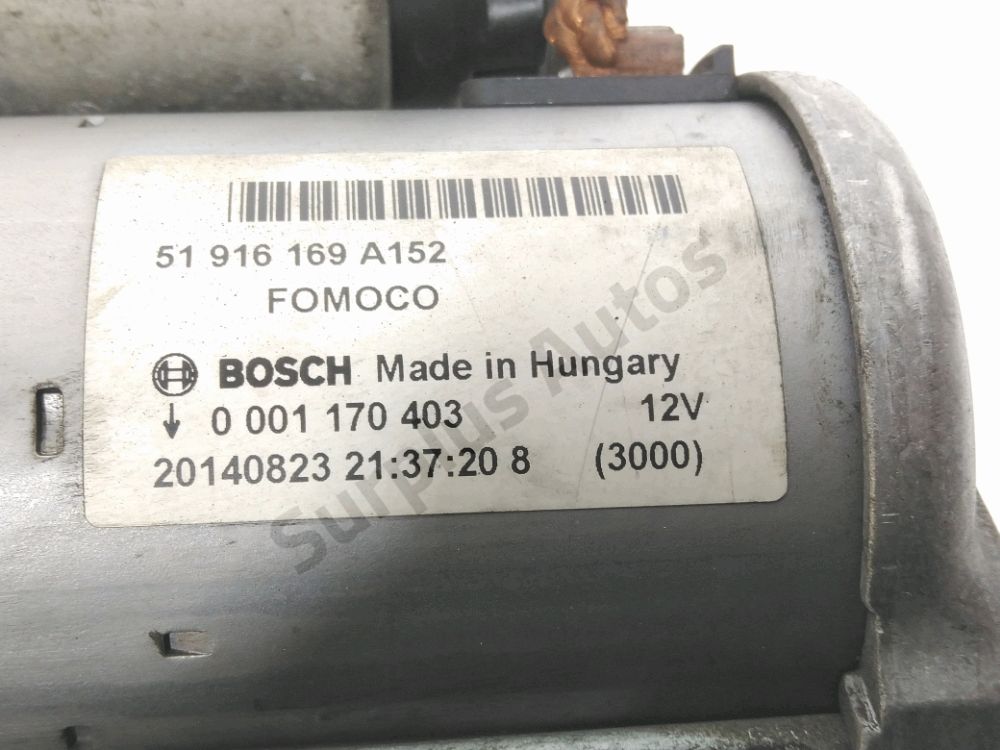 51 916 169 A152
FOMOCO
BOSCH Made in Hungary
↓ 0 001 170 403 12V
20140823 21:37:20 8 (3000)
Surplus Autos